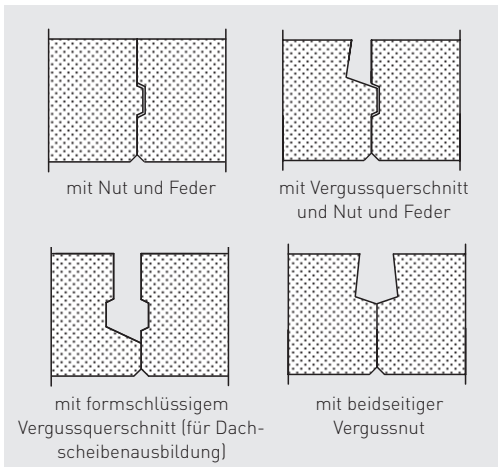 mit Nut und Feder
mit Vergussquerschnitt
und Nut und Feder
mit formschlüssigem
Vergussquerschnitt (für Dach-
scheibenausbildung)
mit beidseitiger
Vergussnut